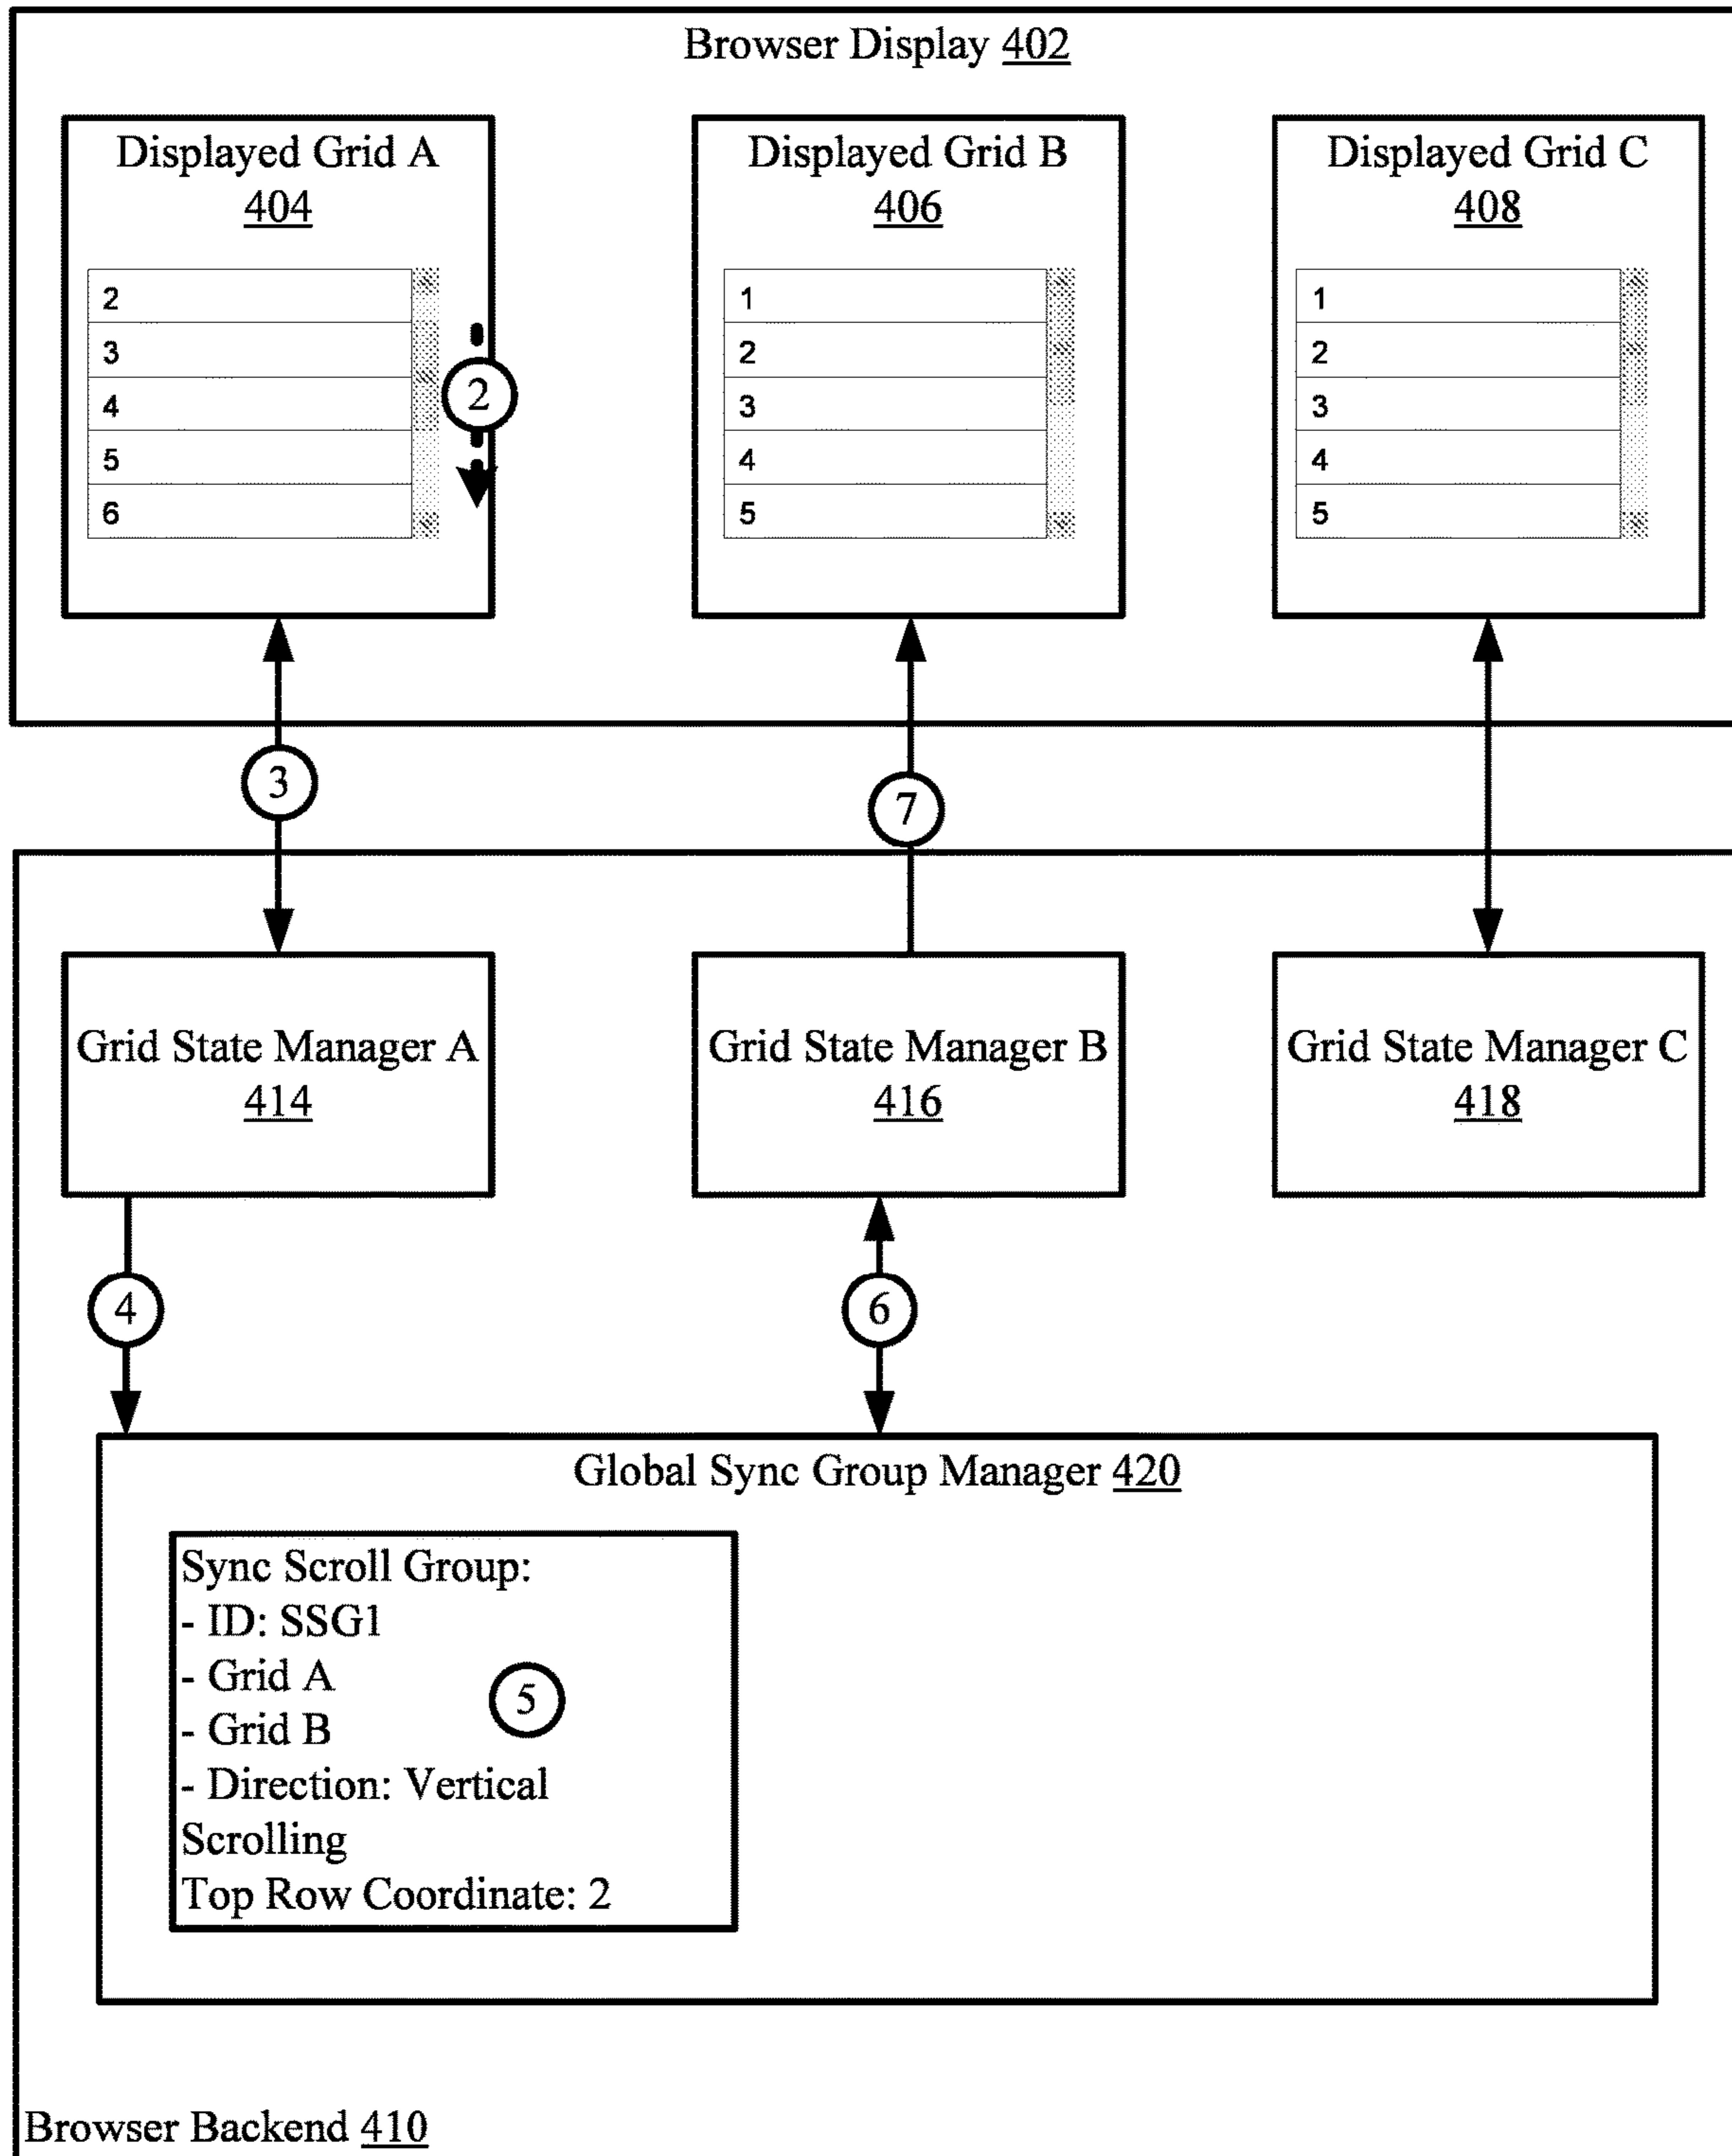 Browser Display 402
Displayed Grid A
404
2
3
4
5
6
2
Displayed Grid B
406
1
2
3
4
5
Displayed Grid C
408
1
2
3
4
5
3
7
Grid State Manager A
414
Grid State Manager B
416
Grid State Manager C
418
4
6
Global Sync Group Manager 420
Sync Scroll Group:
- ID: SSG1
- Grid A
- Grid B
- Direction: Vertical
Scrolling
Top Row Coordinate: 2
5
Browser Backend 410